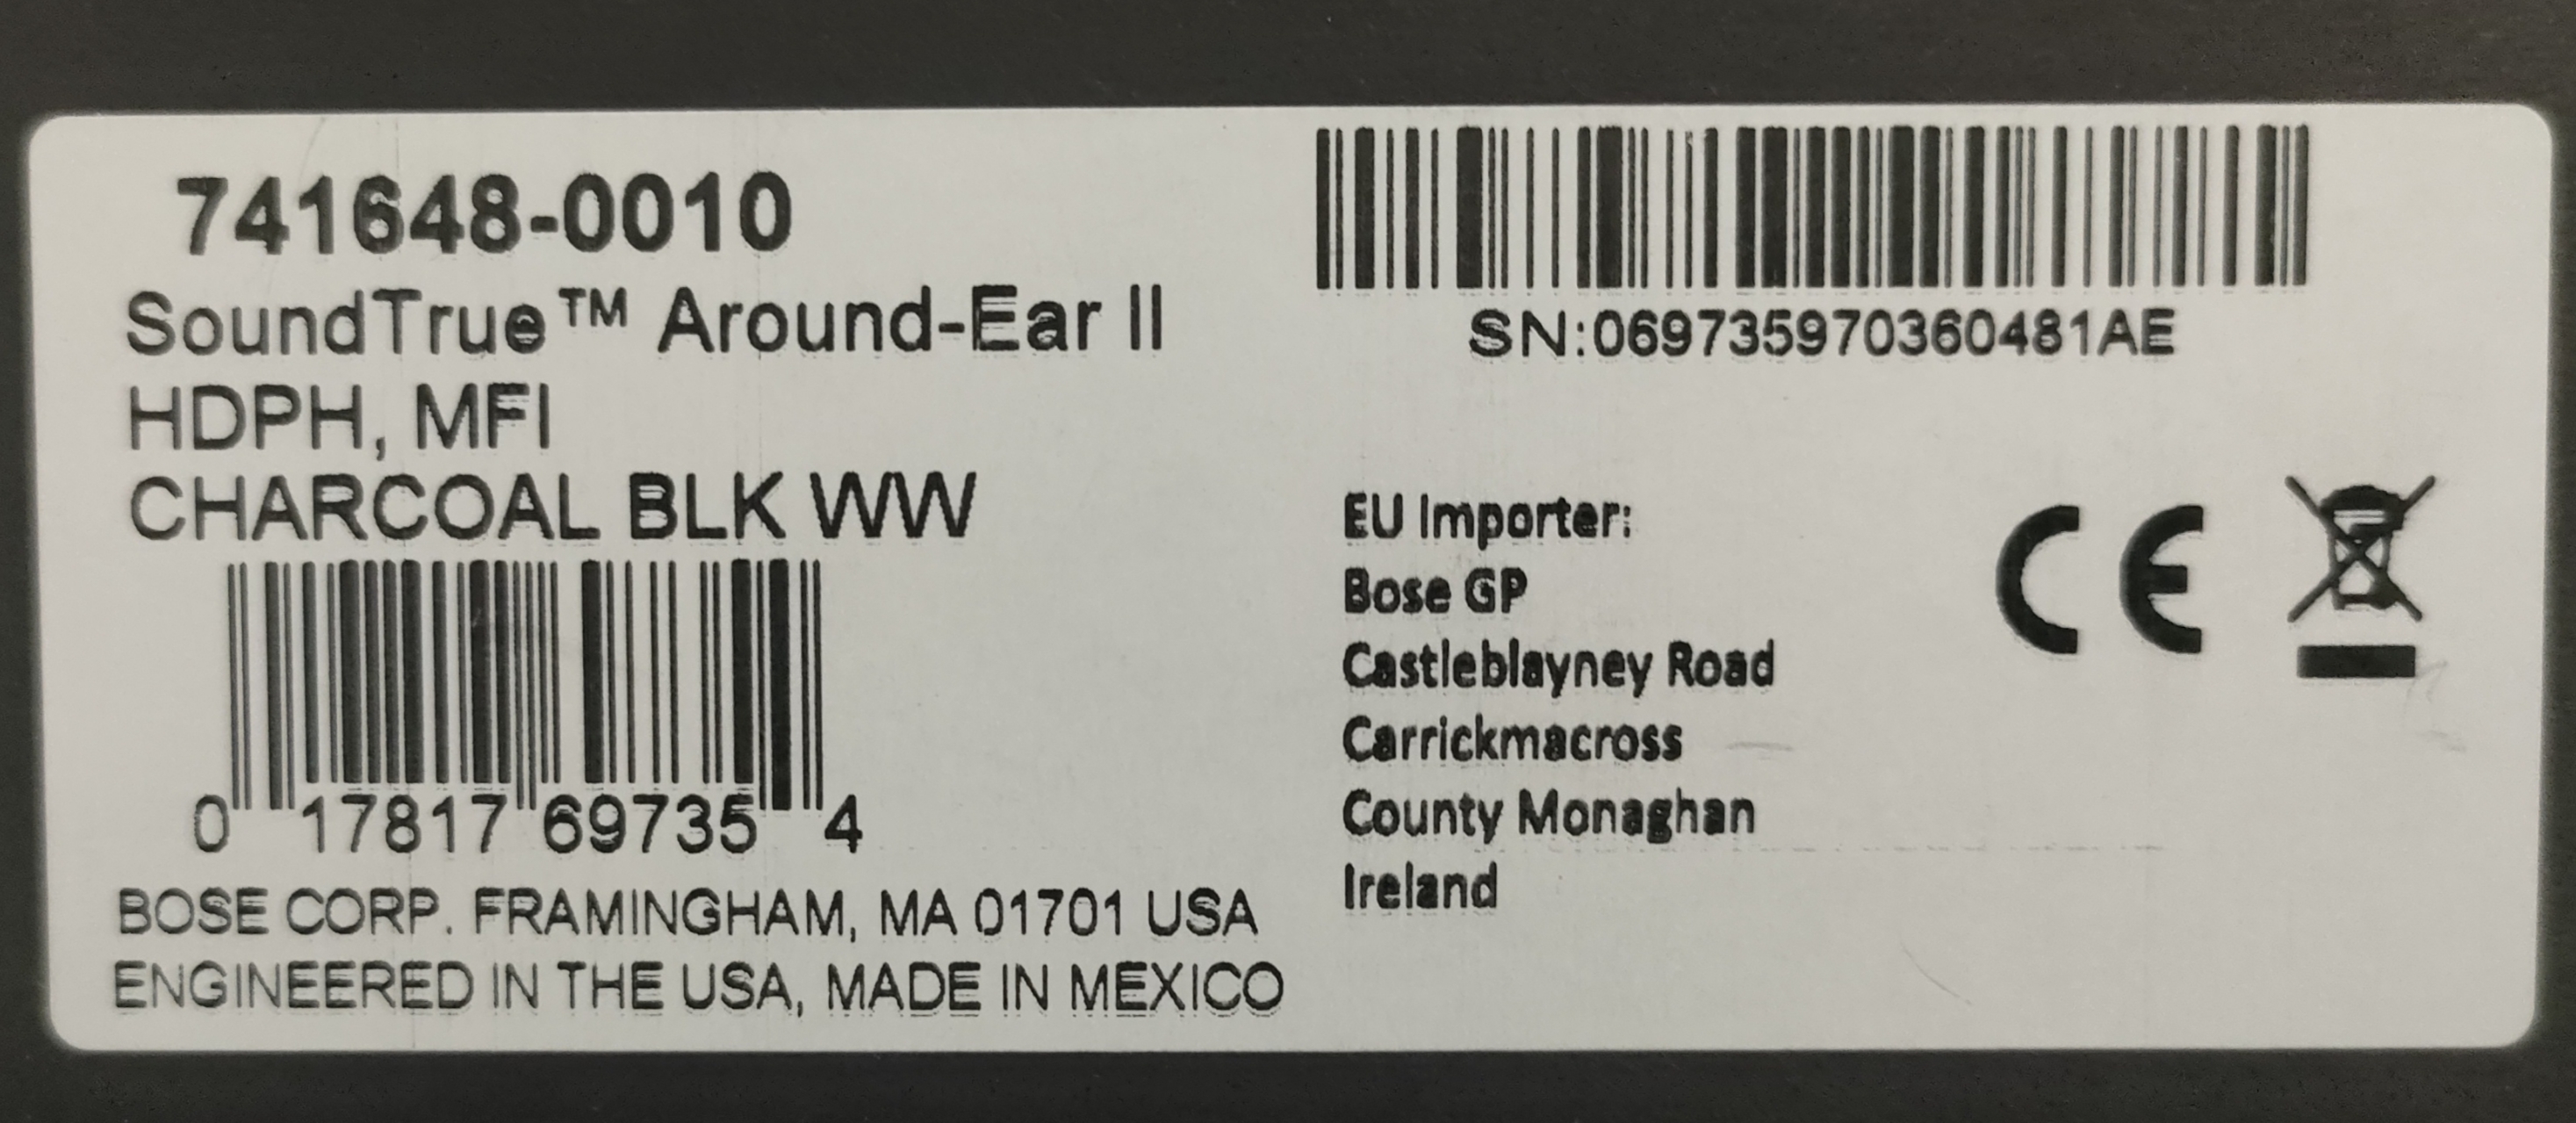 741648-0010
SoundTrue™ Around-Ear II
HDPH, MFI
CHARCOAL BLK WW
0 17817 69735 4
BOSE CORP. FRAMINGHAM, MA 01701 USA
ENGINEERED IN THE USA, MADE IN MEXICO
SN:069735970360481AE
EU Importer:
Bose GP
Castleblayney Road
Carrickmacross
County Monaghan
Ireland
CE